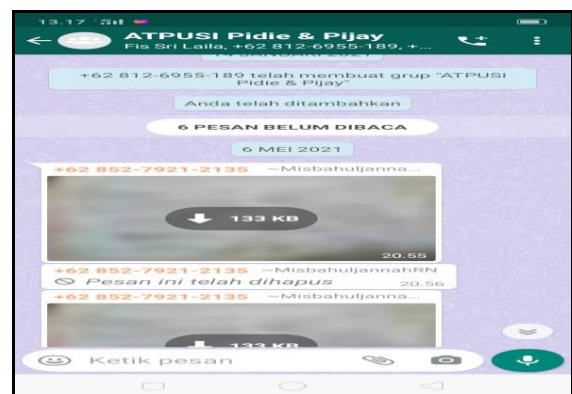 13.17
ATPUSI Pidie & Pijay
Fis Sri Laila, +62 812-6955-189, +...
14 JANUARI 2021
+62 812-6955-189 telah membuat grup "ATPUSI
Pidie & Pijay"
Anda telah ditambahkan
6 PESAN BELUM DIBACA
6 MEI 2021
+62 852-7921-2135 ~Misbahuljanna...
133 KB
20.55
+62 852-7921-2135 ~MisbahuljannahRN
Pesan ini telah dihapus 20.56
+62 852-7921-2135 ~Misbahuljanna...
133 KB
Ketik pesan